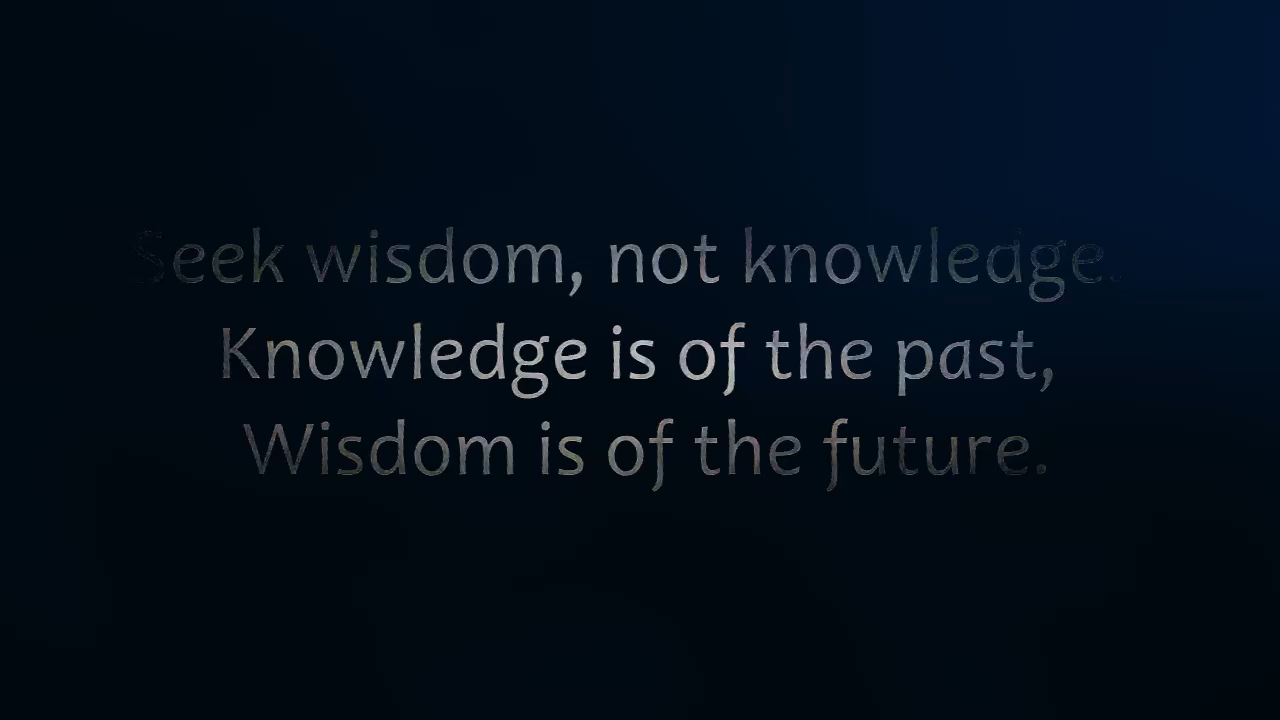 Seek wisdom, not knowledge.
Knowledge is of the past,
Wisdom is of the future.